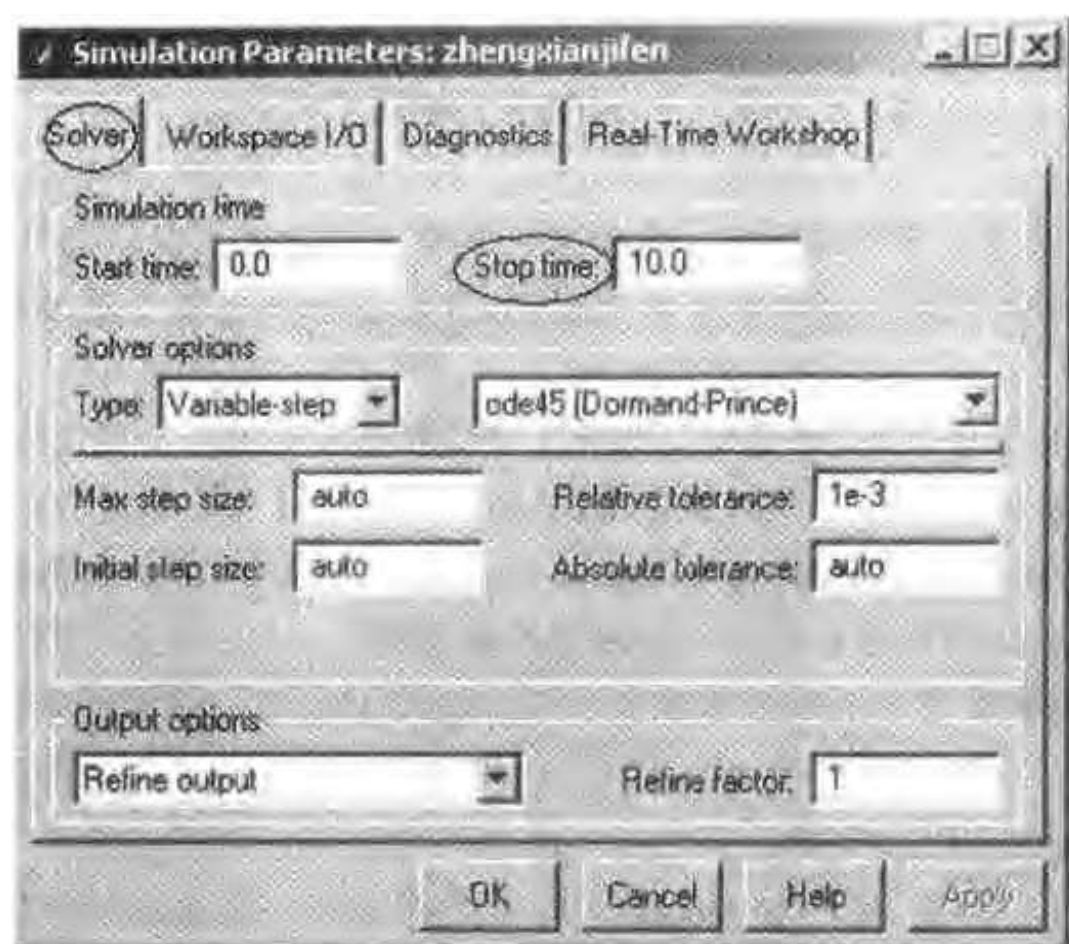 Simulation Parameters: zhengxianjifen
Solver Workspace I/O Diagnostics Real-Time Workshop
Simulation time
Start time: 0.0 Stop time: 10.0
Solver options
Type: Variable-step ode45 (Dormand-Prince)
Max step size: auto Relative tolerance: 1e-3
Initial step size: auto Absolute tolerance: auto
Output options
Refine output Refine factor: 1
OK Cancel Help Apply